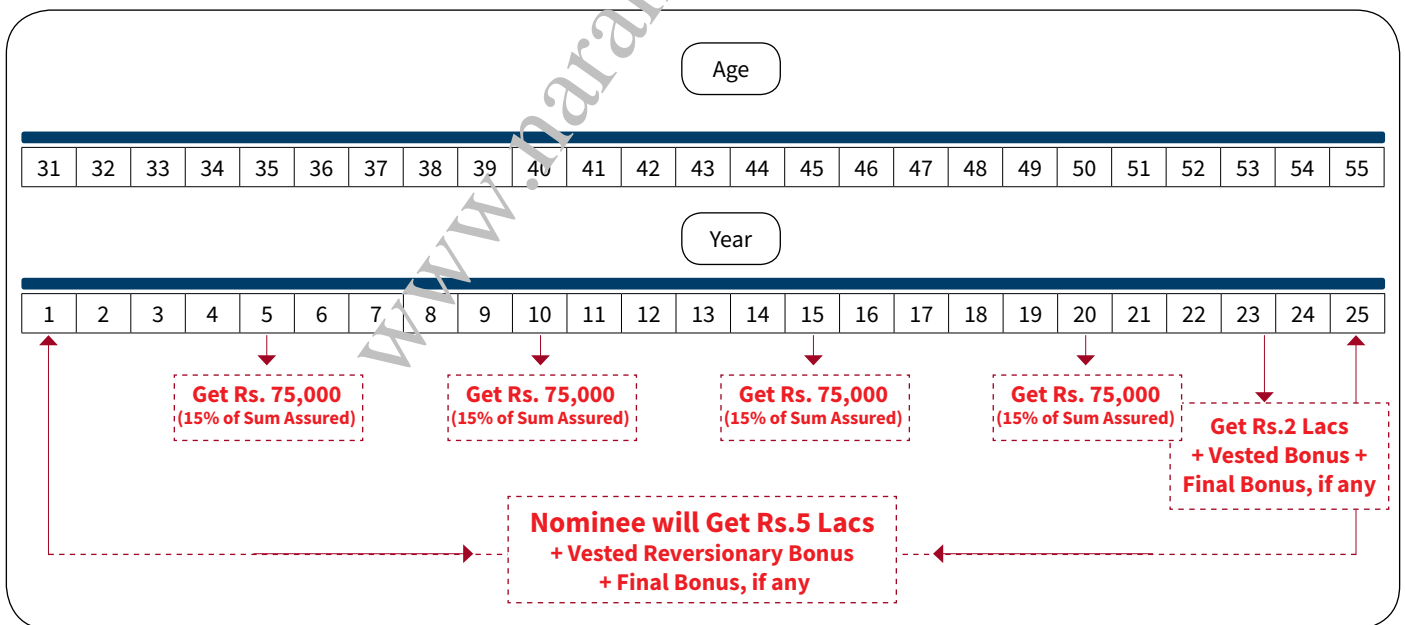 Age
31 32 33 34 35 36 37 38 39 40 41 42 43 44 45 46 47 48 49 50 51 52 53 54 55
Year
1 2 3 4 5 6 7 8 9 10 11 12 13 14 15 16 17 18 19 20 21 22 23 24 25
Get Rs. 75,000
(15% of Sum Assured)
Get Rs. 75,000
(15% of Sum Assured)
Get Rs. 75,000
(15% of Sum Assured)
Get Rs. 75,000
(15% of Sum Assured)
Get Rs.2 Lacs
+ Vested Bonus +
Final Bonus, if any
Nominee will Get Rs.5 Lacs
+ Vested Reversionary Bonus
+ Final Bonus, if any
www.nara